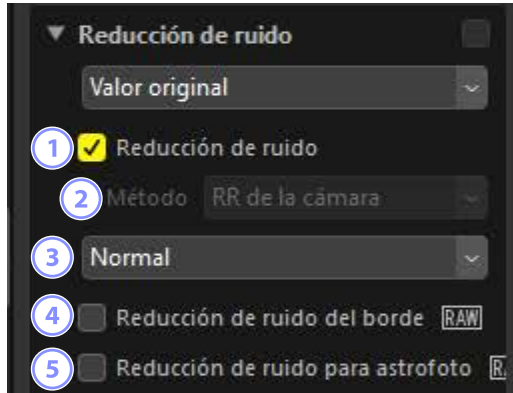 Reducción de ruido
Valor original
1 Reducción de ruido
2 Método RR de la cámara
3 Normal
4 Reducción de ruido del borde RAW
5 Reducción de ruido para astrofoto R